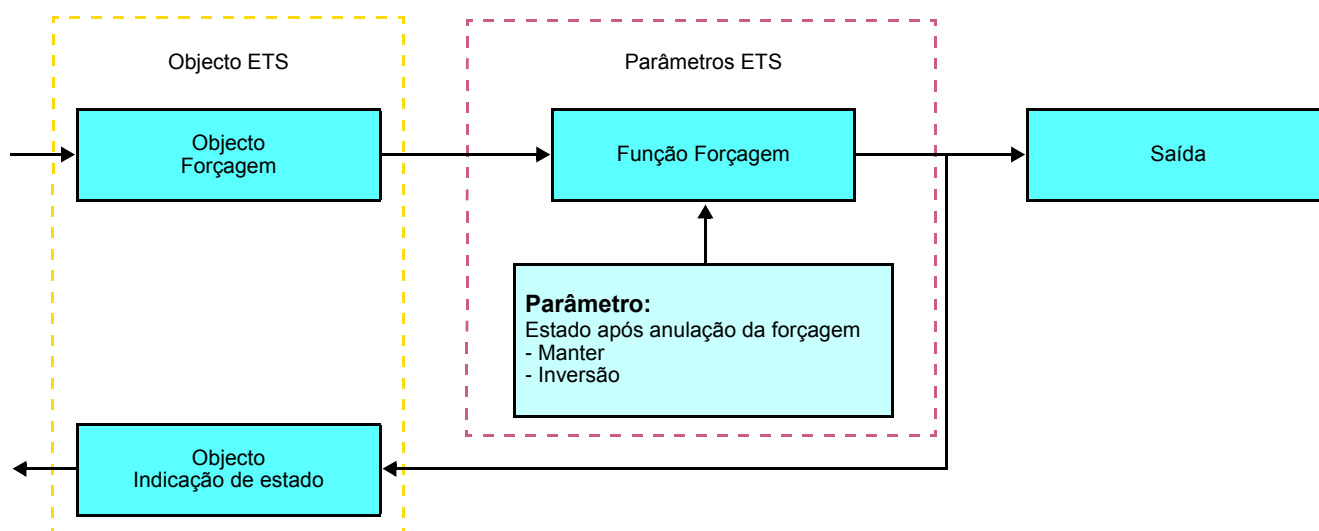 Objecto ETS
Parâmetros ETS
Objecto
Forçagem
Função Forçagem
Saída
Parâmetro:
Estado após anulação da forçagem
- Manter
- Inversão
Objecto
Indicação de estado